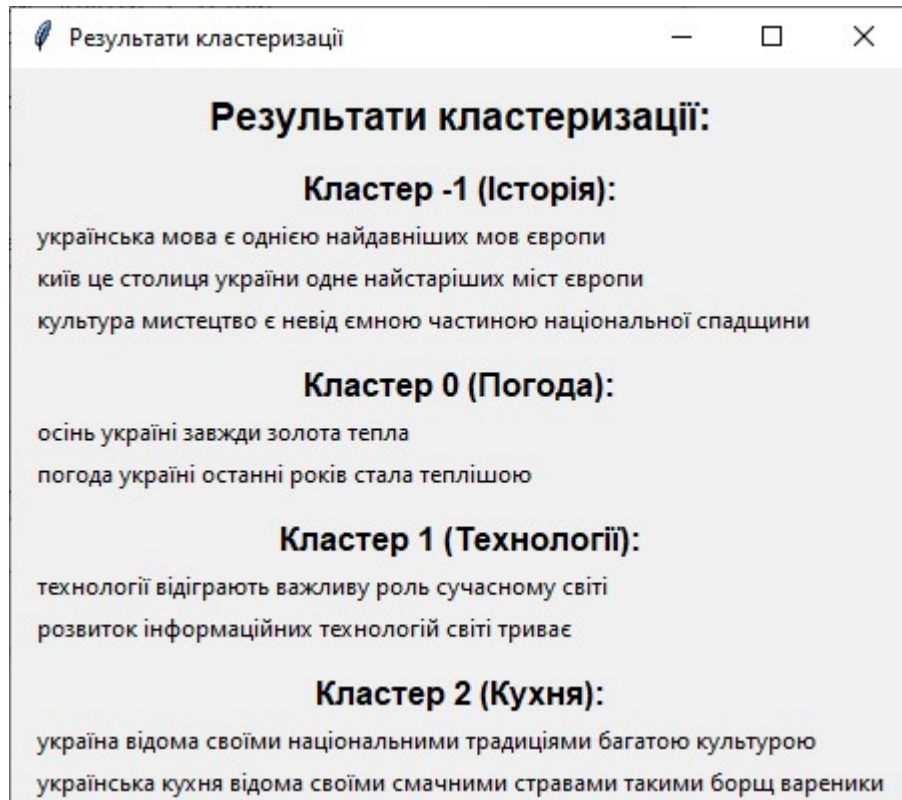 Результати кластеризації
Результати кластеризації:
Кластер -1 (Історія):
українська мова є однією найдавніших мов європи
київ це столиця україни одне найстаріших міст європи
культура мистецтво є невід ємною частиною національної спадщини
Кластер 0 (Погода):
осінь україні завжди золота тепла
погода україні останні років стала теплішою
Кластер 1 (Технології):
технології відіграють важливу роль сучасному світі
розвиток інформаційних технологій світі триває
Кластер 2 (Кухня):
україна відома своїми національними традиціями багатою культурою
українська кухня відома своїми смачними стравами такими борщ вареники